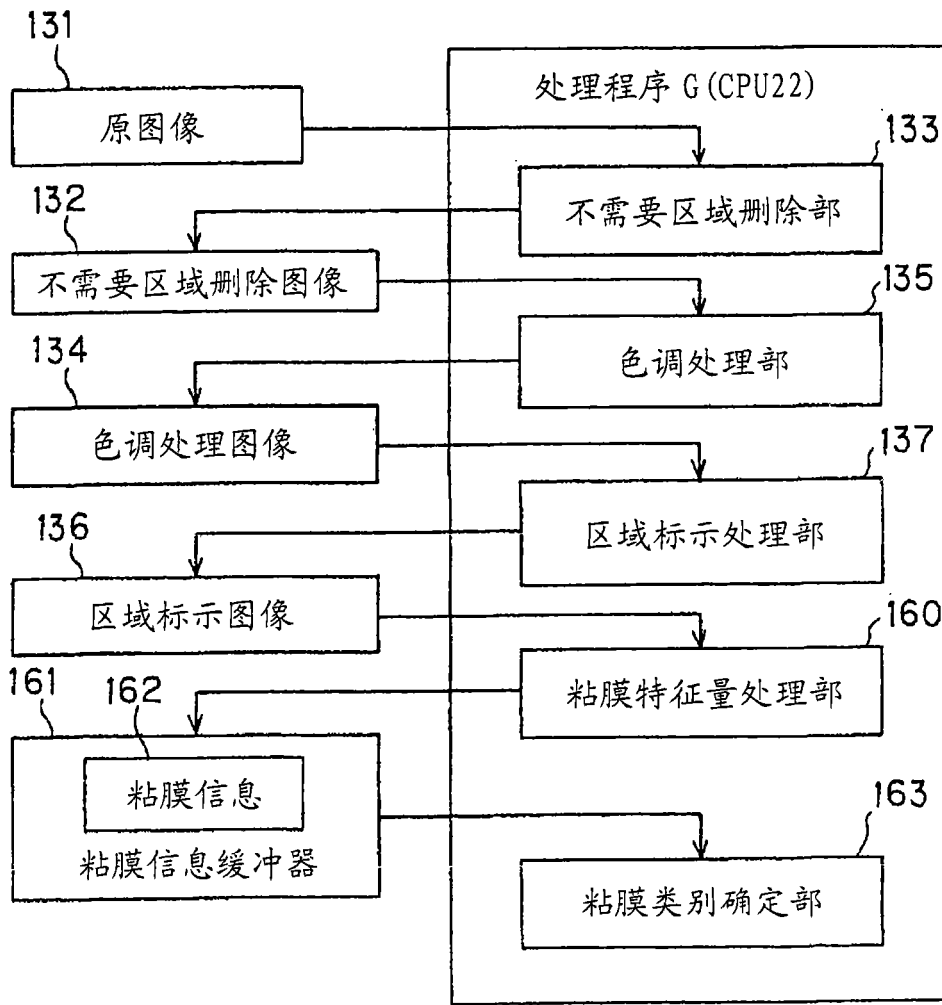 131
原图像
处理程序 G(CPU22)
133
不需要区域删除部
132
不需要区域删除图像
135
色调处理部
134
色调处理图像
137
区域标示处理部
136
区域标示图像
160
粘膜特征量处理部
161
162
粘膜信息
粘膜信息缓冲器
163
粘膜类别确定部